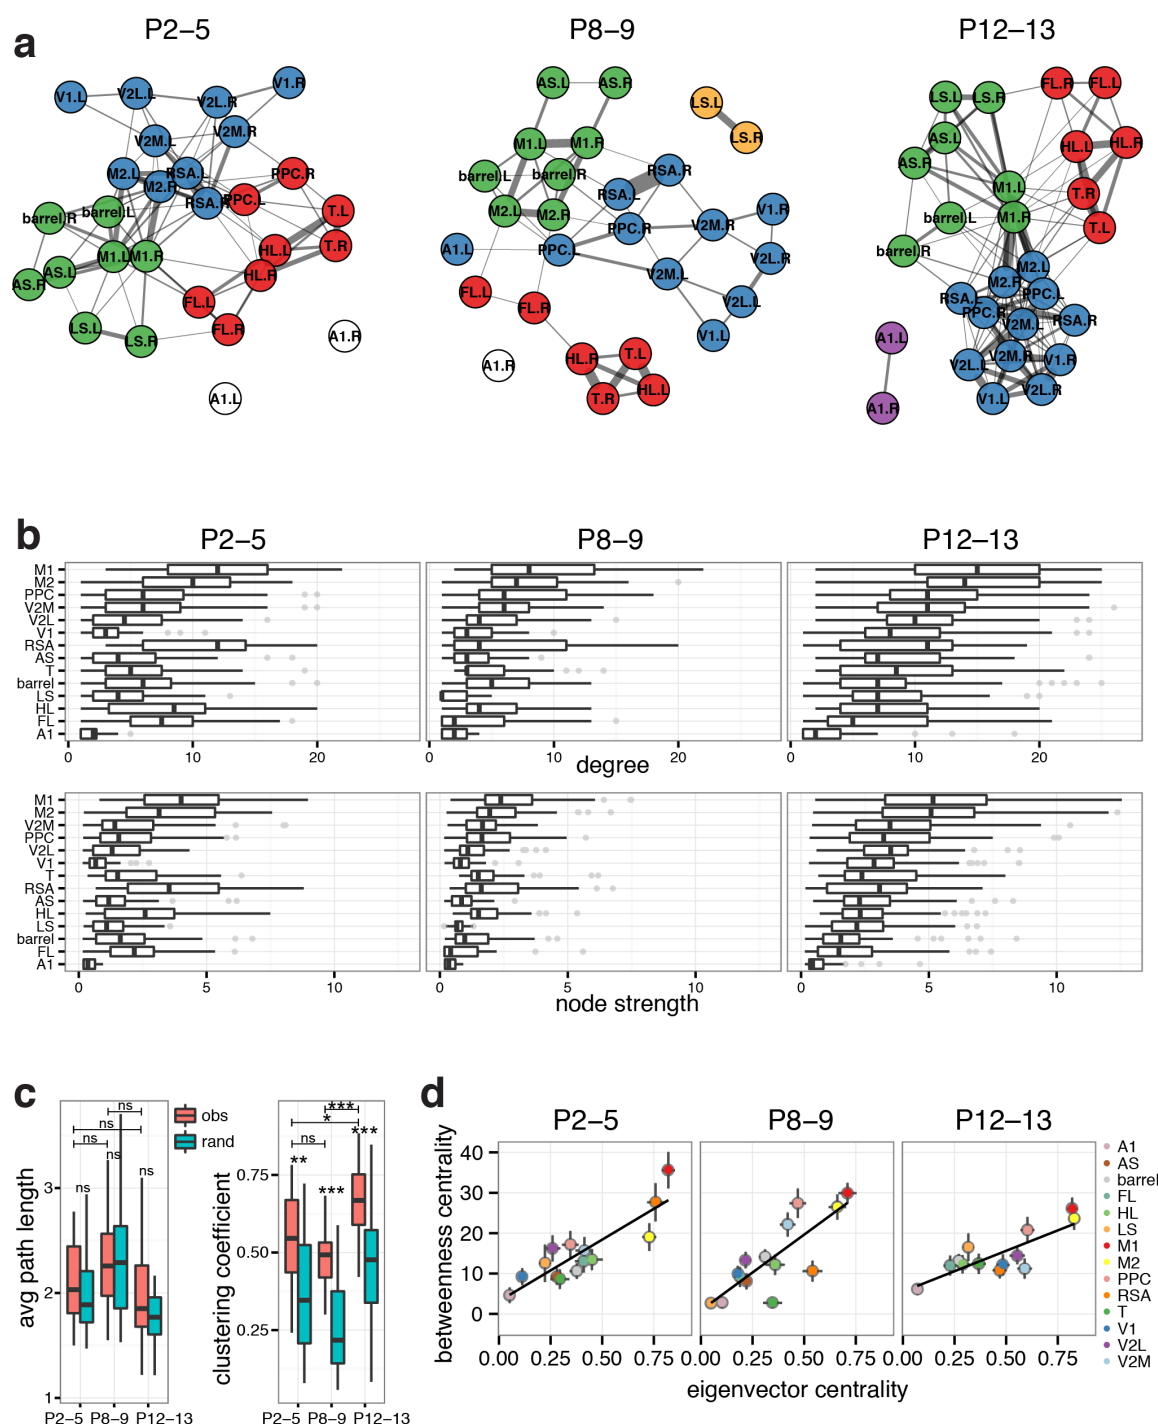 a
P2–5
P8–9
P12–13
V1.L
V2L.L
V2L.R
V1.R
V2M.L
V2M.R
M2.L
RSA.L
M2.R
RSA.R
PPC.L
PPC.R
barrel.R
barrel.L
T.L
T.R
M1.L
M1.R
HL.L
HL.R
AS.R
AS.L
FL.L
FL.R
LS.L
LS.R
A1.R
A1.L
AS.L
AS.R
LS.L
LS.R
M1.L
M1.R
barrel.L
barrel.R
RSA.R
RSA.L
M2.L
M2.R
PPC.R
V2M.R
V1.R
A1.L
PPC.L
V2L.R
V2M.L
FL.L
FL.R
V2L.L
V1.L
A1.R
HL.R
T.L
HL.L
T.R
LS.L
LS.R
FL.R
FL.L
AS.L
HL.L
HL.R
AS.R
M1.L
T.R
barrel.L
M1.R
T.L
barrel.R
M2.L
M2.R
PPC.L
RSA.L
PPC.R
V2M.L
RSA.R
A1.L
V2L.L
V2M.R
V1.R
V1.L
V2L.R
A1.R
b
P2–5
P8–9
P12–13
M1
M2
PPC
V2M
V2L
V1
RSA
AS
T
barrel
LS
HL
FL
A1
0 10 20 0 10 20 0 10 20
degree
M1
M2
V2M
PPC
V2L
V1
T
RSA
AS
HL
LS
barrel
FL
A1
0 5 10 0 5 10 0 5 10
node strength
c
avg path length
3
2
1
ns
ns
ns
ns
ns
P2–5 P8–9 P12–13
obs
rand
clustering coefficient
0.75
0.50
0.25
***
*
ns
**
***
***
P2–5 P8–9 P12–13
d
P2–5
P8–9
P12–13
betweenness centrality
40
30
20
10
0
0.00 0.25 0.50 0.75 0.00 0.25 0.50 0.75 0.00 0.25 0.50 0.75
eigenvector centrality
A1
AS
barrel
FL
HL
LS
M1
M2
PPC
RSA
T
V1
V2L
V2M